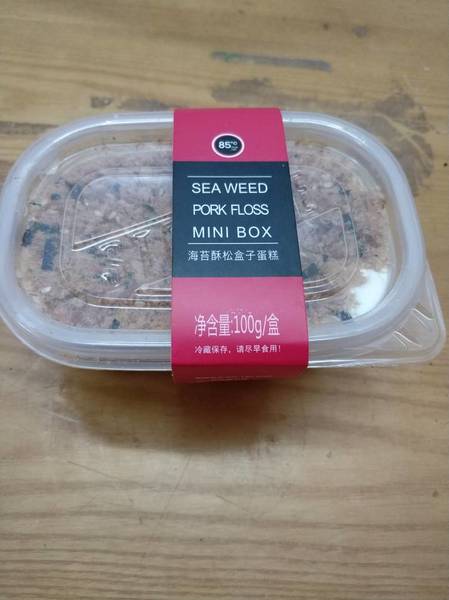 85°C
SEA WEED
PORK FLOSS
MINI BOX
海苔酥松盒子蛋糕
净含量:100g/盒
冷藏保存，请尽早食用!